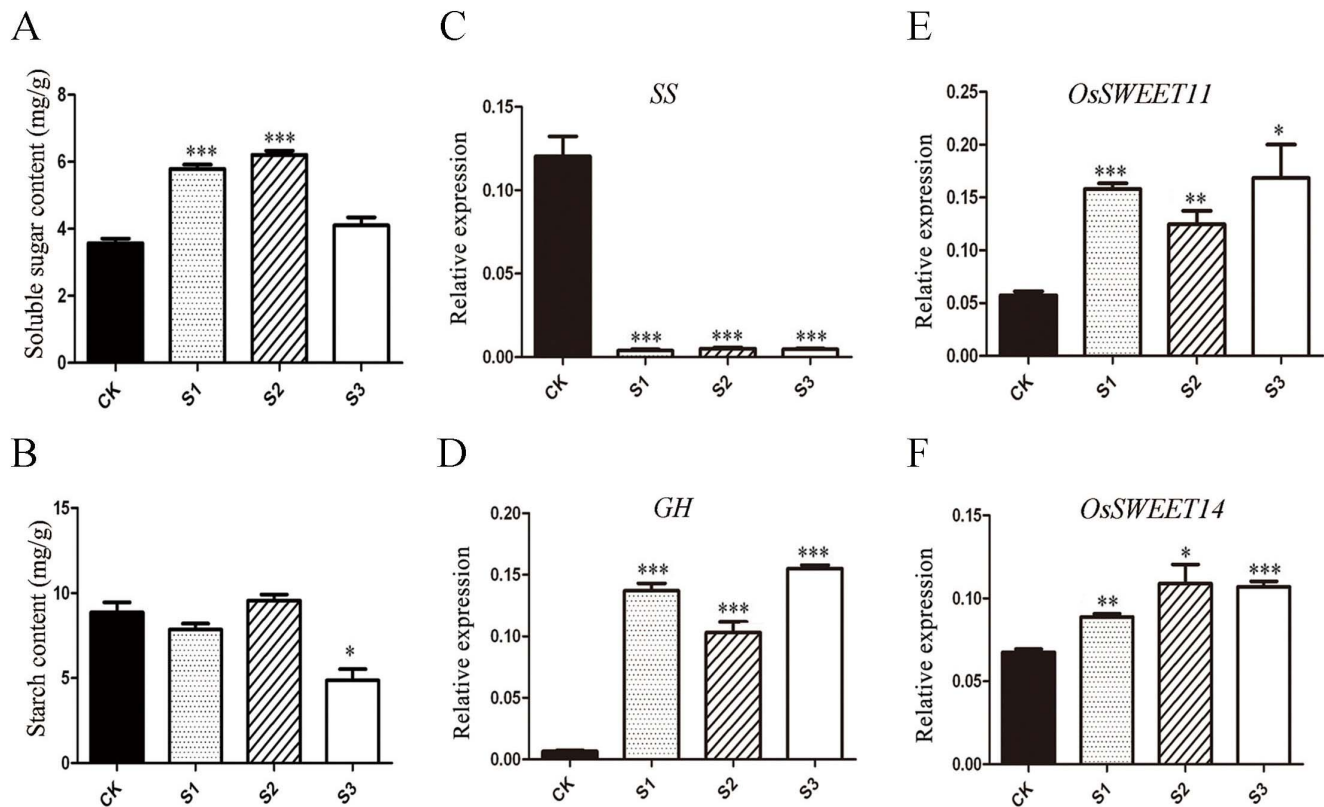 A
Soluble sugar content (mg/g)
8
6
4
2
0
***
***
CK
S1
S2
S3
B
Starch content (mg/g)
15
10
5
0
*
CK
S1
S2
S3
C
SS
Relative expression
0.15
0.10
0.05
0.00
***
***
***
CK
S1
S2
S3
D
GH
Relative expression
0.20
0.15
0.10
0.05
0.00
***
***
***
CK
S1
S2
S3
E
OsSWEET11
Relative expression
0.25
0.20
0.15
0.10
0.05
0.00
***
**
*
CK
S1
S2
S3
F
OsSWEET14
Relative expression
0.15
0.10
0.05
0.00
**
*
***
CK
S1
S2
S3